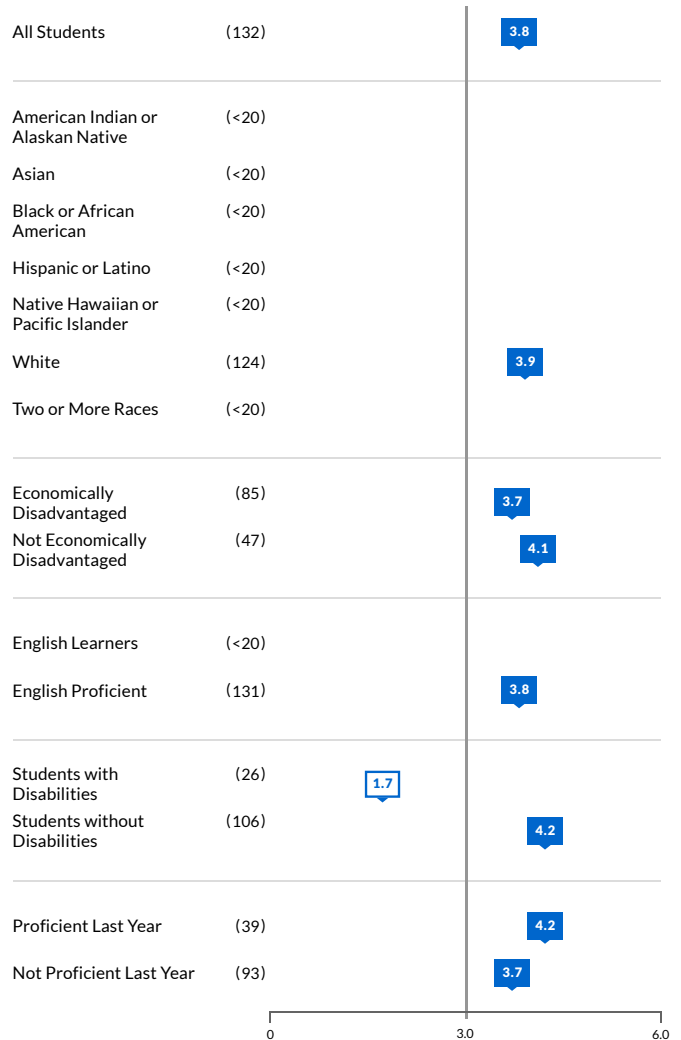 All Students (132) 3.8
American Indian or (<20)
Alaskan Native
Asian (<20)
Black or African (<20)
American
Hispanic or Latino (<20)
Native Hawaiian or (<20)
Pacific Islander
White (124) 3.9
Two or More Races (<20)
Economically (85) 3.7
Disadvantaged
Not Economically (47) 4.1
Disadvantaged
English Learners (<20)
English Proficient (131) 3.8
Students with (26) 1.7
Disabilities
Students without (106) 4.2
Disabilities
Proficient Last Year (39) 4.2
Not Proficient Last Year (93) 3.7
0 3.0 6.0